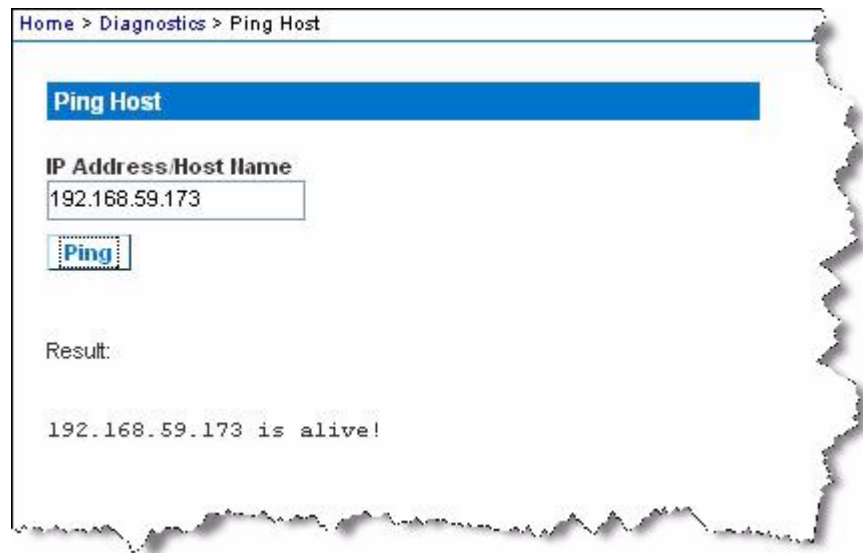 Home > Diagnostics > Ping Host
Ping Host
IP Address/Host Name
192.168.59.173
Ping
Result:
192.168.59.173 is alive!